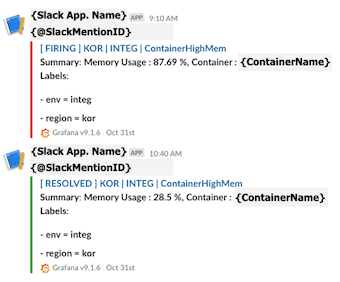 {Slack App. Name} APP 9:10 AM
{@SlackMentionID}
[ FIRING ] KOR | INTEG | ContainerHighMem
Summary: Memory Usage : 87.69 %, Container : {ContainerName}
Labels:
- env = integ
- region = kor
Grafana v9.1.6 | Oct 31st
{Slack App. Name} APP 10:40 AM
{@SlackMentionID}
[ RESOLVED ] KOR | INTEG | ContainerHighMem
Summary: Memory Usage : 28.5 %, Container : {ContainerName}
Labels:
- env = integ
- region = kor
Grafana v9.1.6 | Oct 31st